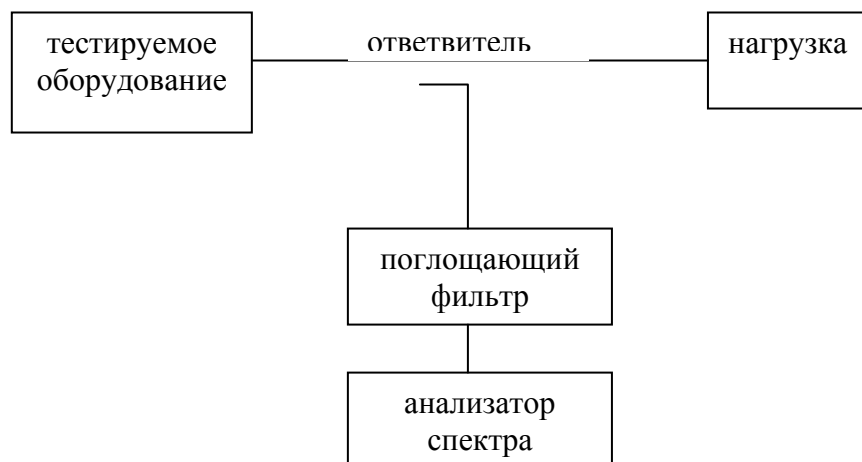 тестируемое
оборудование
ответвитель
нагрузка
поглощающий
фильтр
анализатор
спектра